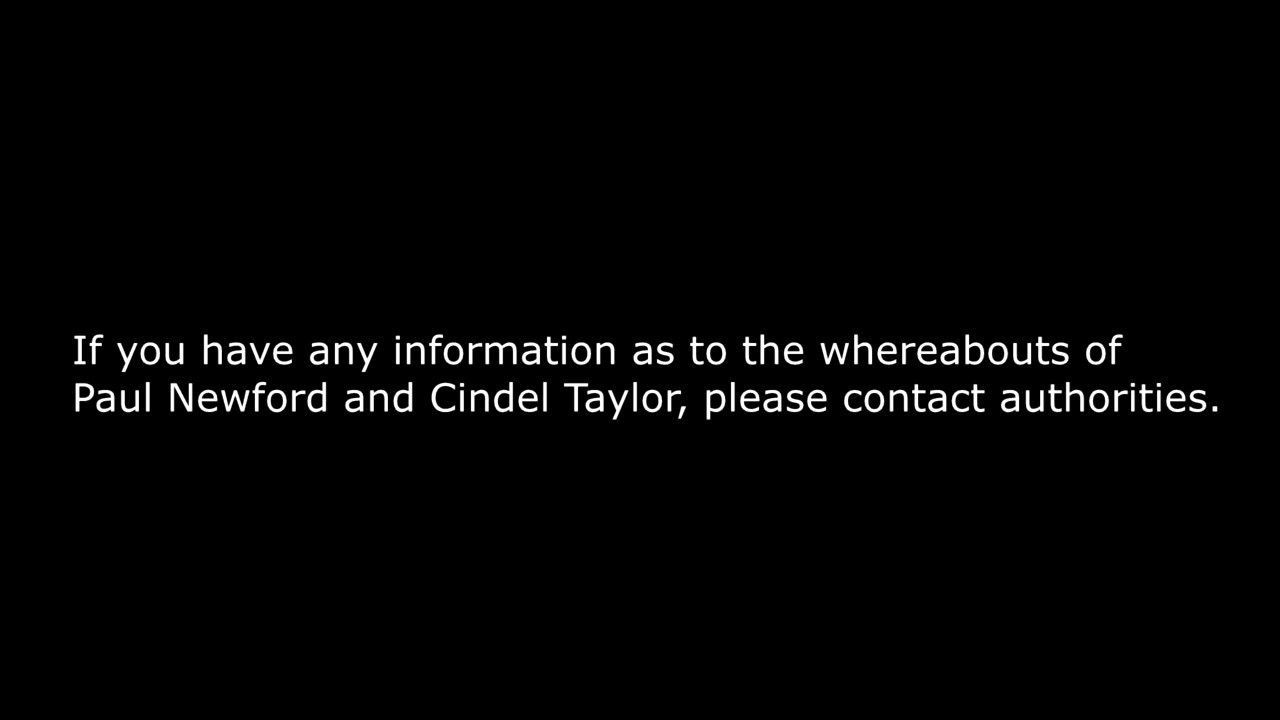 If you have any information as to the whereabouts of
Paul Newford and Cindel Taylor, please contact authorities.